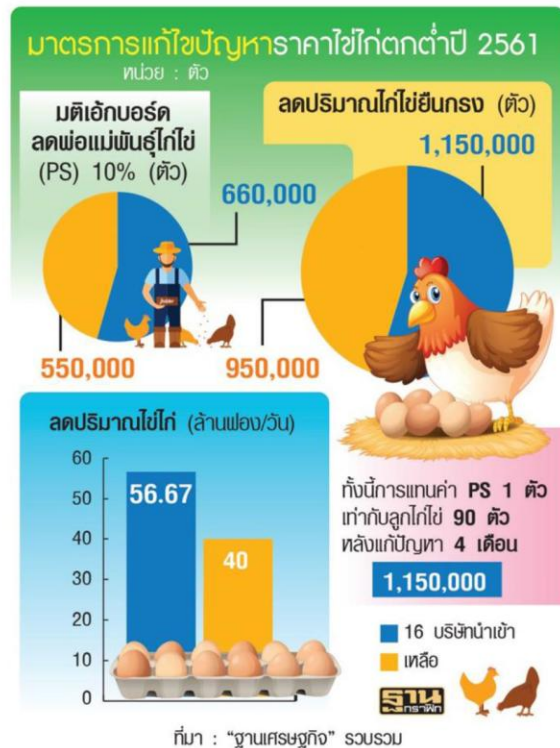 มาตรการแก้ไขปัญหาราคาไข่ไก่ตกต่ำปี 2561
หน่วย : ตัว
มติเอ้กบอร์ด
ลดพ่อแม่พันธุ์ไก่ไข่
(PS) 10% (ตัว)
660,000
550,000
ลดปริมาณไก่ไข่ยืนกรง (ตัว)
1,150,000
950,000
ลดปริมาณไข่ไก่ (ล้านฟอง/วัน)
60
50
40
30
20
10
0
56.67
40
ทั้งนี้การแทนค่า PS 1 ตัว
เท่ากับลูกไก่ไข่ 90 ตัว
หลังแก้ปัญหา 4 เดือน
1,150,000
16 บริษัทนำเข้า
เหลือ
ฐาน
กราฟิก
ที่มา : “ฐานเศรษฐกิจ” รวบรวม